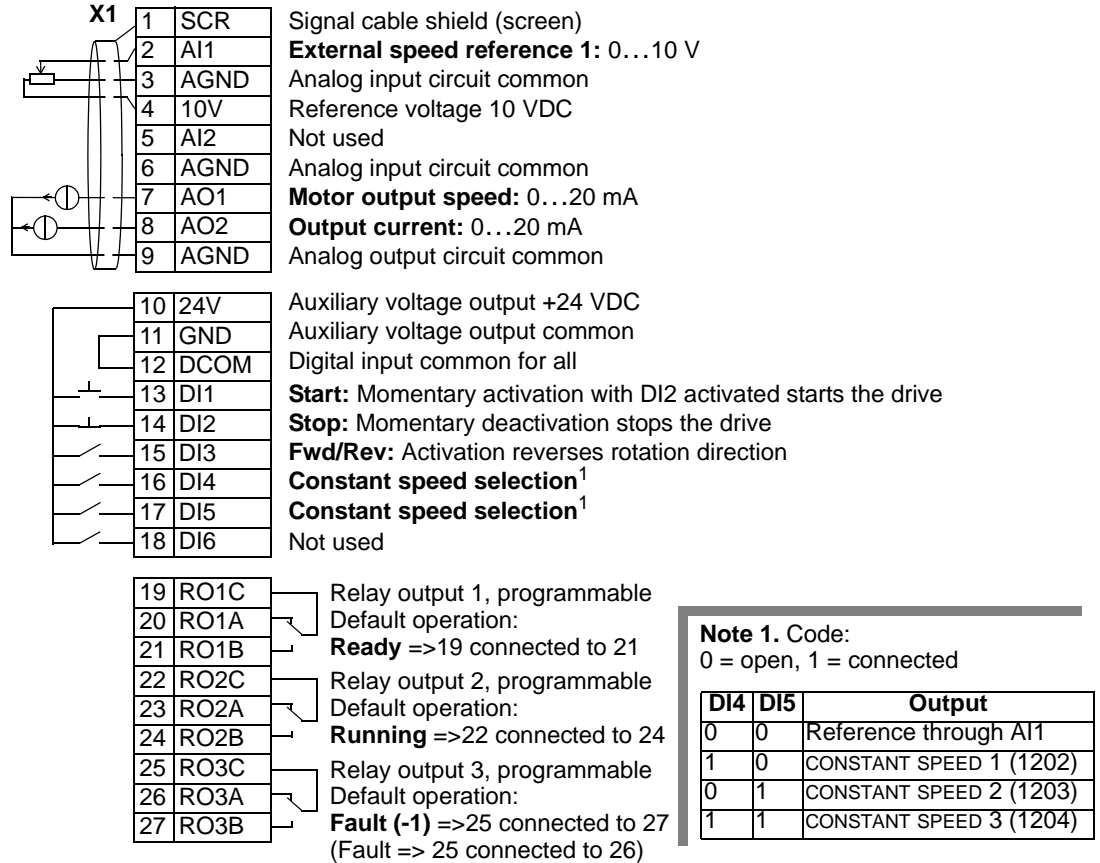 X1
1 SCR Signal cable shield (screen)
2 AI1 External speed reference 1: 0…10 V
3 AGND Analog input circuit common
4 10V Reference voltage 10 VDC
5 AI2 Not used
6 AGND Analog input circuit common
7 AO1 Motor output speed: 0…20 mA
8 AO2 Output current: 0…20 mA
9 AGND Analog output circuit common
10 24V Auxiliary voltage output +24 VDC
11 GND Auxiliary voltage output common
12 DCOM Digital input common for all
13 DI1 Start: Momentary activation with DI2 activated starts the drive
14 DI2 Stop: Momentary deactivation stops the drive
15 DI3 Fwd/Rev: Activation reverses rotation direction
16 DI4 Constant speed selection1
17 DI5 Constant speed selection1
18 DI6 Not used
19 RO1C Relay output 1, programmable
20 RO1A Default operation:
21 RO1B Ready =>19 connected to 21
22 RO2C Relay output 2, programmable
23 RO2A Default operation:
24 RO2B Running =>22 connected to 24
25 RO3C Relay output 3, programmable
26 RO3A Default operation:
27 RO3B Fault (-1) =>25 connected to 27
(Fault => 25 connected to 26)
Note 1. Code:
0 = open, 1 = connected
DI4 DI5 Output
0 0 Reference through AI1
1 0 CONSTANT SPEED 1 (1202)
0 1 CONSTANT SPEED 2 (1203)
1 1 CONSTANT SPEED 3 (1204)